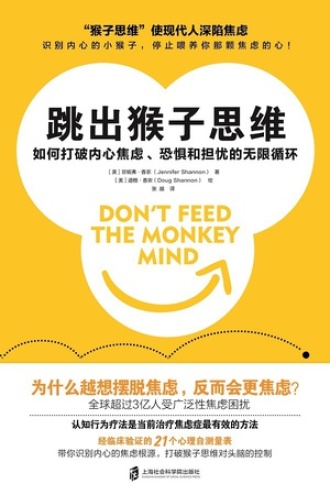 “猴子思维”使现代人深陷焦虑
识别内心的小猴子，停止喂养你那颗焦虑的心！
跳出猴子思维
如何打破内心焦虑、恐惧和担忧的无限循环
[美] 珍妮弗·香农（Jennifer Shannon）著
[美] 道格·香农（Doug Shannon）绘
张越 译
DON'T FEED
THE MONKEY
MIND
为什么越想摆脱焦虑，反而会更焦虑？
全球超过3亿人受广泛性焦虑困扰
认知行为疗法是当前治疗焦虑症最有效的方法
经临床验证的21个心理自测量表
带你识别内心的焦虑根源，打破猴子思维对头脑的控制
上海社会科学院出版社